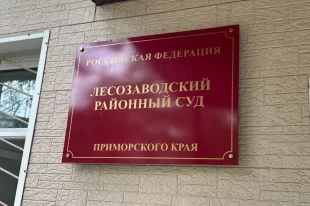 РОССИЙСКАЯ ФЕДЕРАЦИЯ
ЛЕСОЗАВОДСКИЙ
РАЙОННЫЙ СУД
ПРИМОРСКОГО КРАЯ